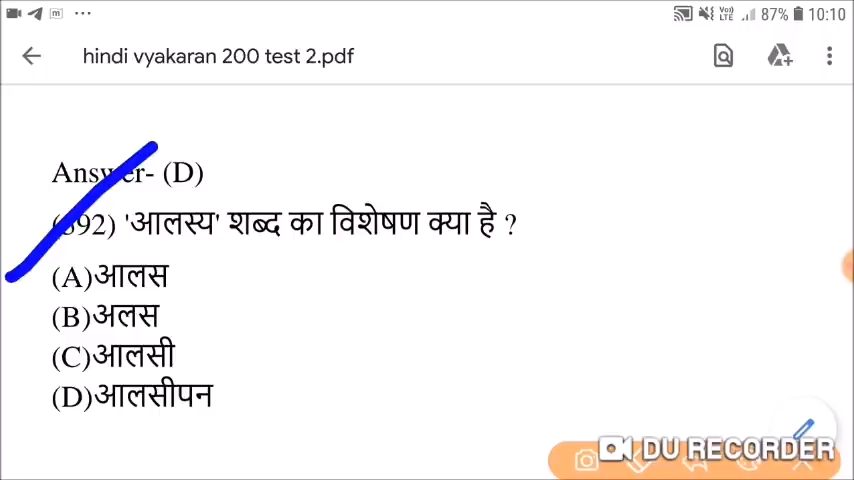 10:10
87%
hindi vyakaran 200 test 2.pdf
Answer- (D)
'आलस्य' शब्द का विशेषण क्या है ?
(A)आलस
(B)अलस
(C)आलसी
(D)आलसीपन
DU RECORDER